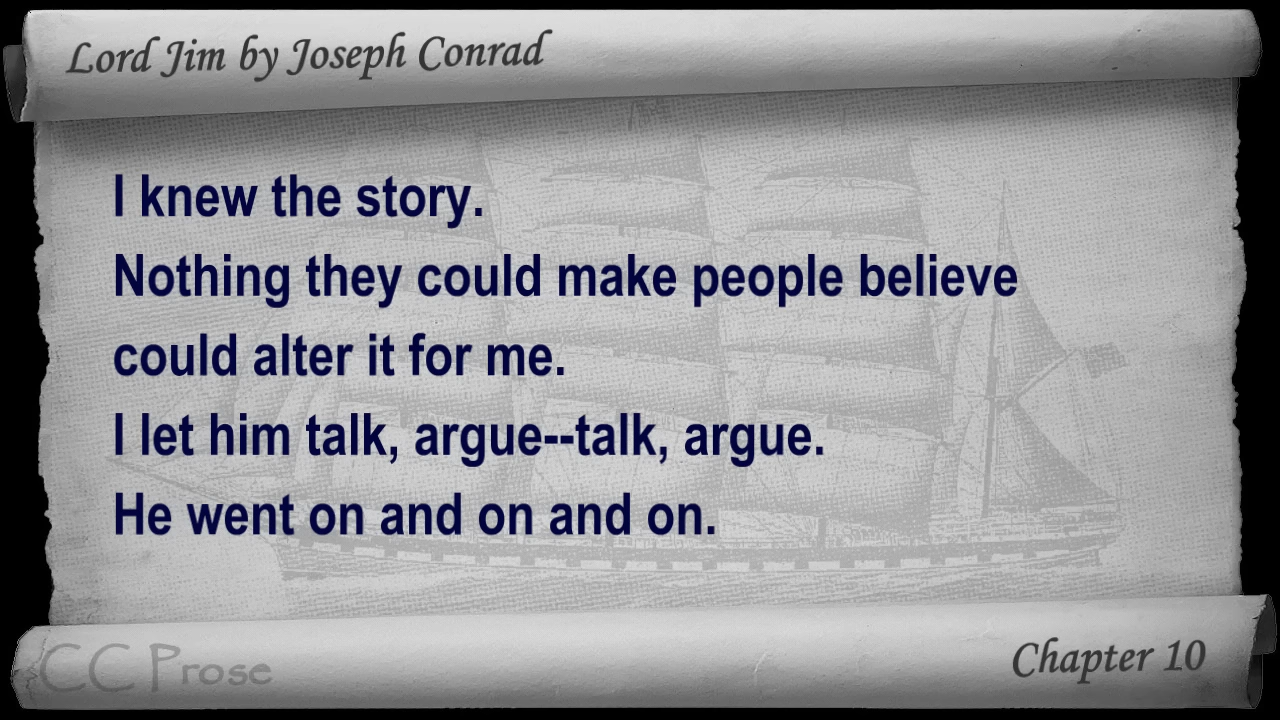 Lord Jim by Joseph Conrad
I knew the story.
Nothing they could make people believe
could alter it for me.
I let him talk, argue--talk, argue.
He went on and on and on.
CC Prose
Chapter 10